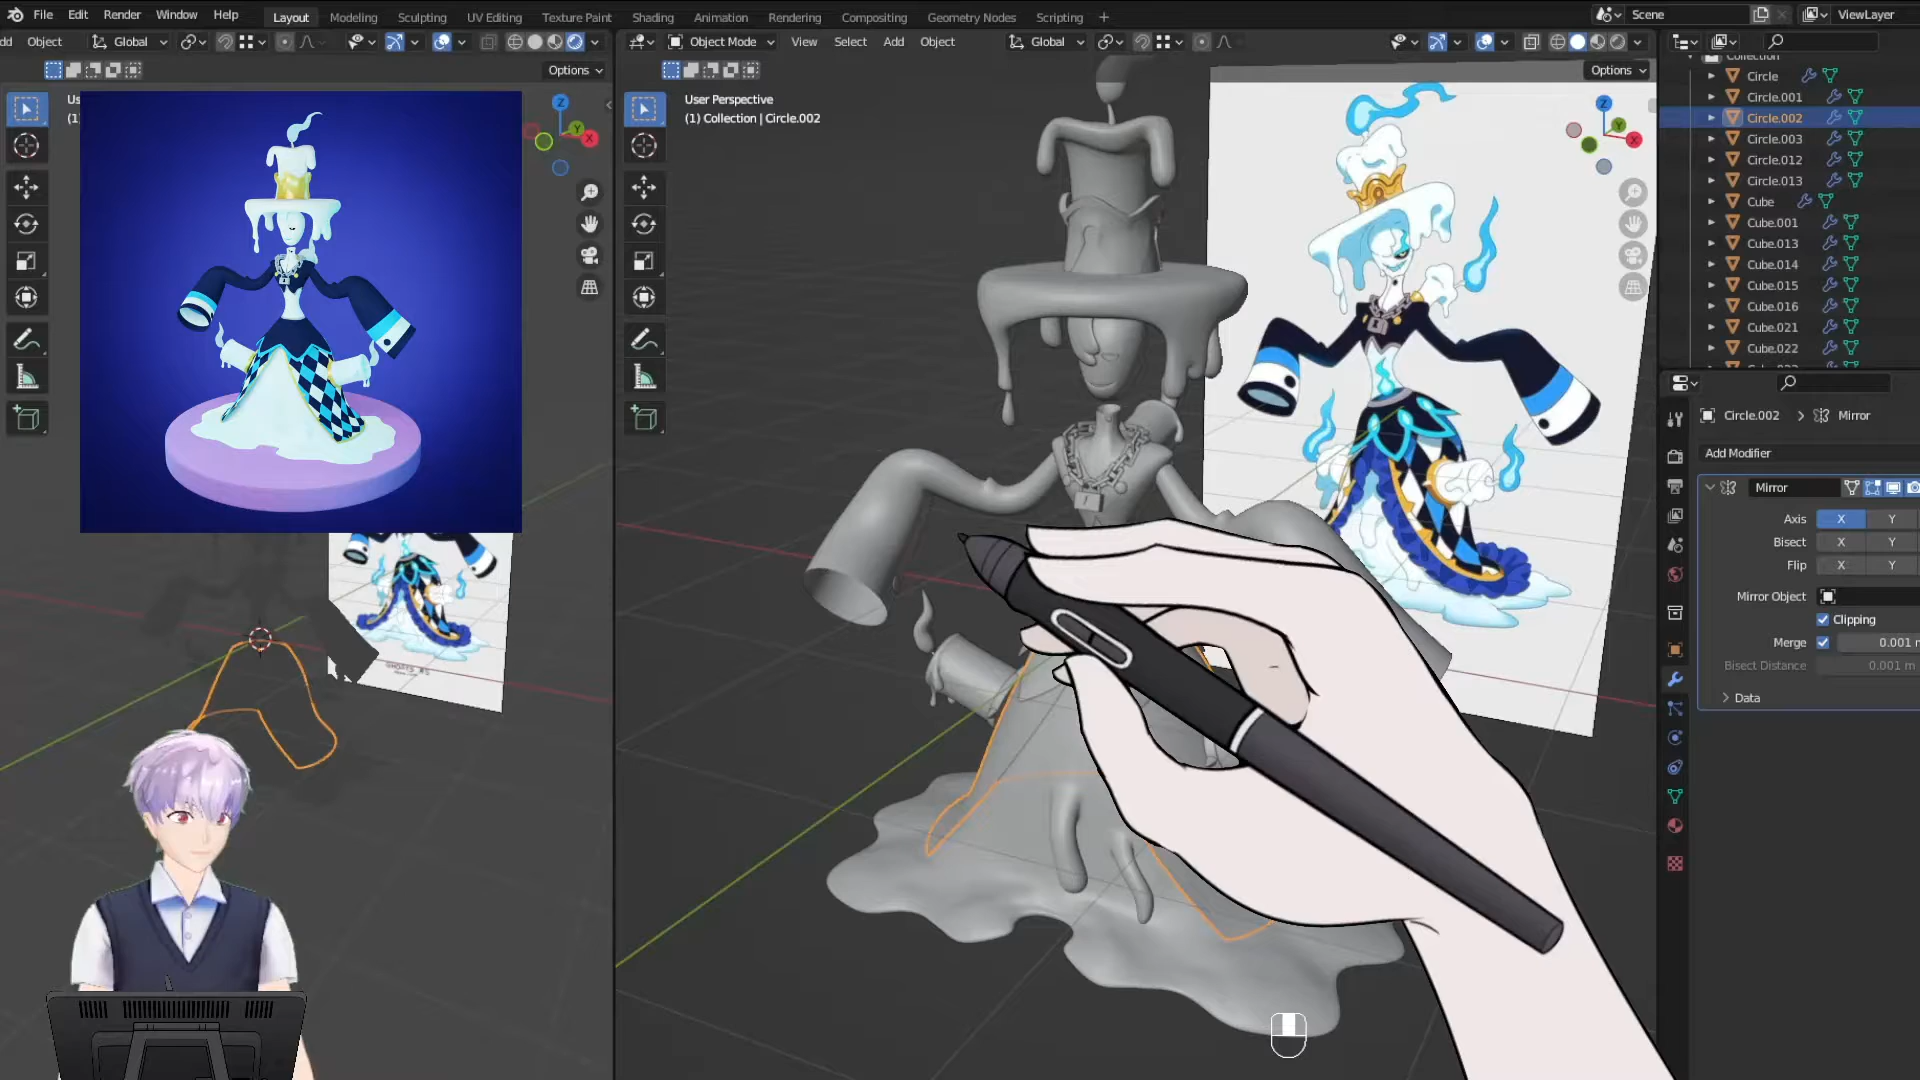 File Edit Render Window Help Layout Modeling Sculpting UV Editing Texture Paint Shading Animation Rendering Compositing Geometry Nodes Scripting + Scene ViewLayer
dd Object Global Object Mode View Select Add Object Global
Options Options
Us
(1)
User Perspective
(1) Collection | Circle.002
Z
Y
X
Z
Y
X
Collection
Circle
Circle.001
Circle.002
Circle.003
Circle.012
Circle.013
Cube
Cube.001
Cube.013
Cube.014
Cube.015
Cube.016
Cube.021
Cube.022
Circle.002 > Mirror
Add Modifier
Mirror
Axis X Y
Bisect X Y
Flip X Y
Mirror Object
Clipping
Merge 0.001 m
Bisect Distance 0.001 m
Data